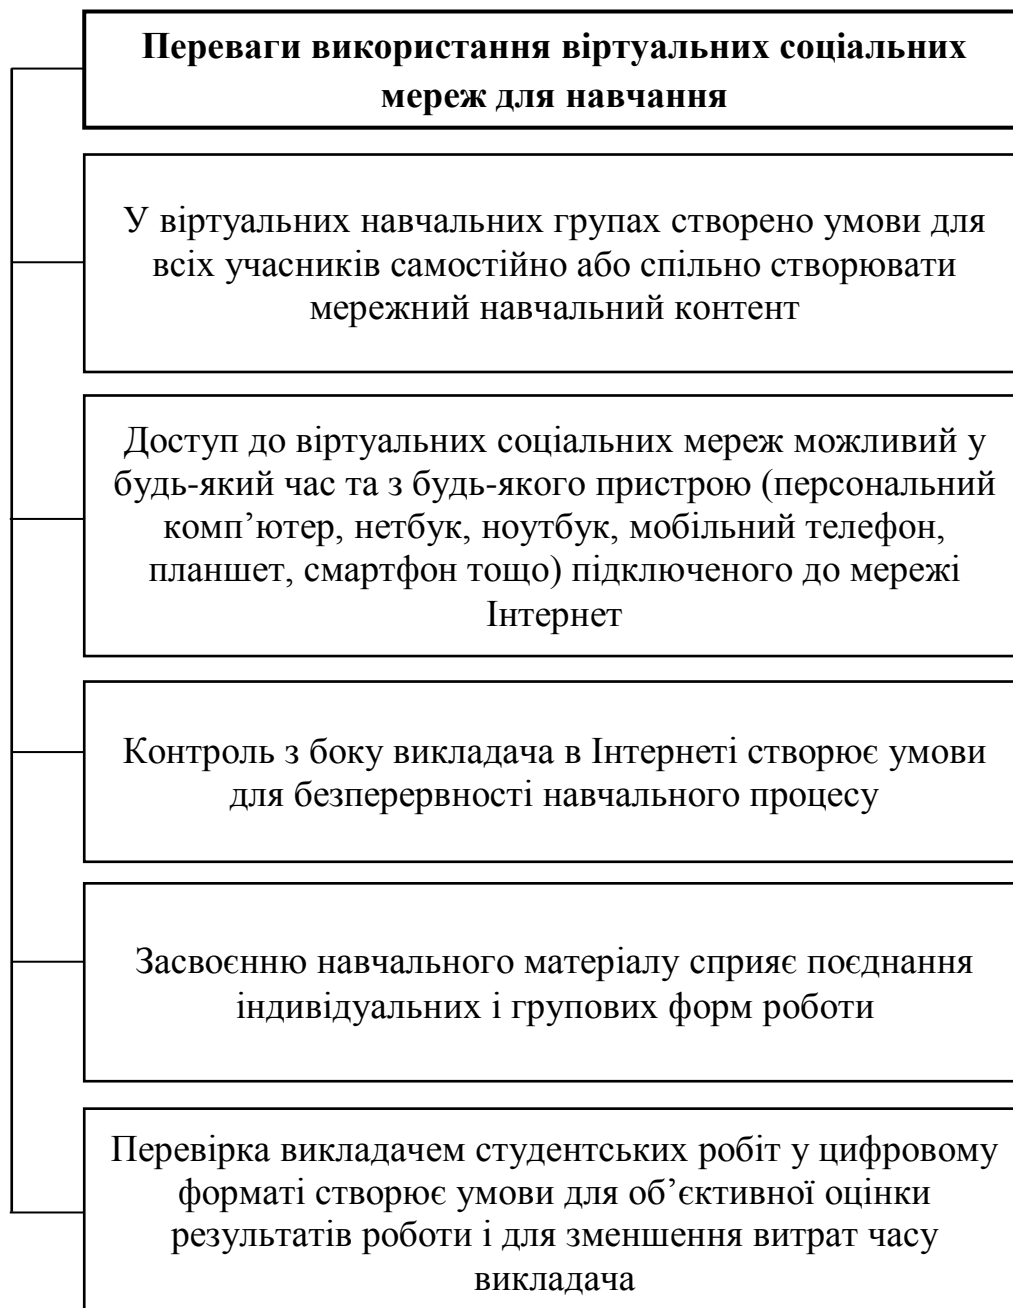 Переваги використання віртуальних соціальних
мереж для навчання
У віртуальних навчальних групах створено умови для
всіх учасників самостійно або спільно створювати
мережний навчальний контент
Доступ до віртуальних соціальних мереж можливий у
будь-який час та з будь-якого пристрою (персональний
комп’ютер, нетбук, ноутбук, мобільний телефон,
планшет, смартфон тощо) підключеного до мережі
Інтернет
Контроль з боку викладача в Інтернеті створює умови
для безперервності навчального процесу
Засвоєнню навчального матеріалу сприяє поєднання
індивідуальних і групових форм роботи
Перевірка викладачем студентських робіт у цифровому
форматі створює умови для об’єктивної оцінки
результатів роботи і для зменшення витрат часу
викладача